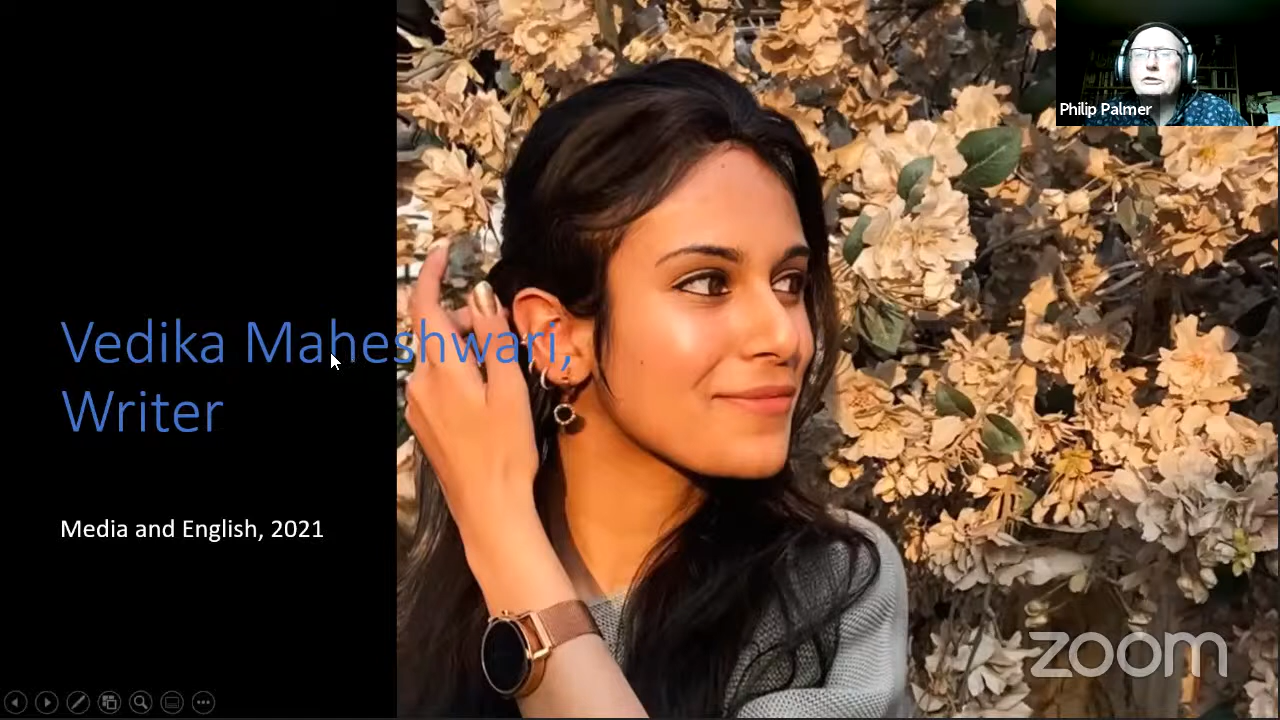 Philip Palmer
Vedika Maheshwari,
Writer
Media and English, 2021
zoom